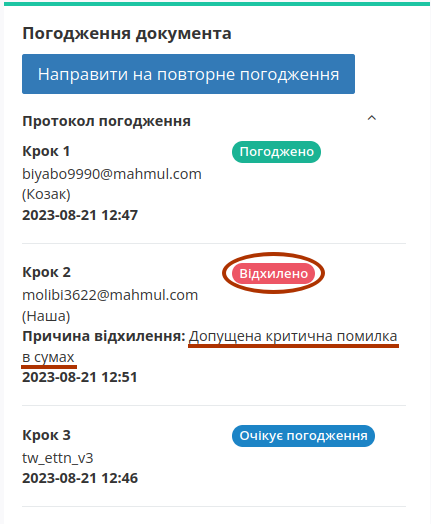 Погодження документа
Направити на повторне погодження
Протокол погодження
Крок 1 Погоджено
biyabo9990@mahmul.com
(Козак)
2023-08-21 12:47
Крок 2 Відхилено
molibi3622@mahmul.com
(Наша)
Причина відхилення: Допущена критична помилка
в сумах
2023-08-21 12:51
Крок 3 Очікує погодження
tw_ettn_v3
2023-08-21 12:46